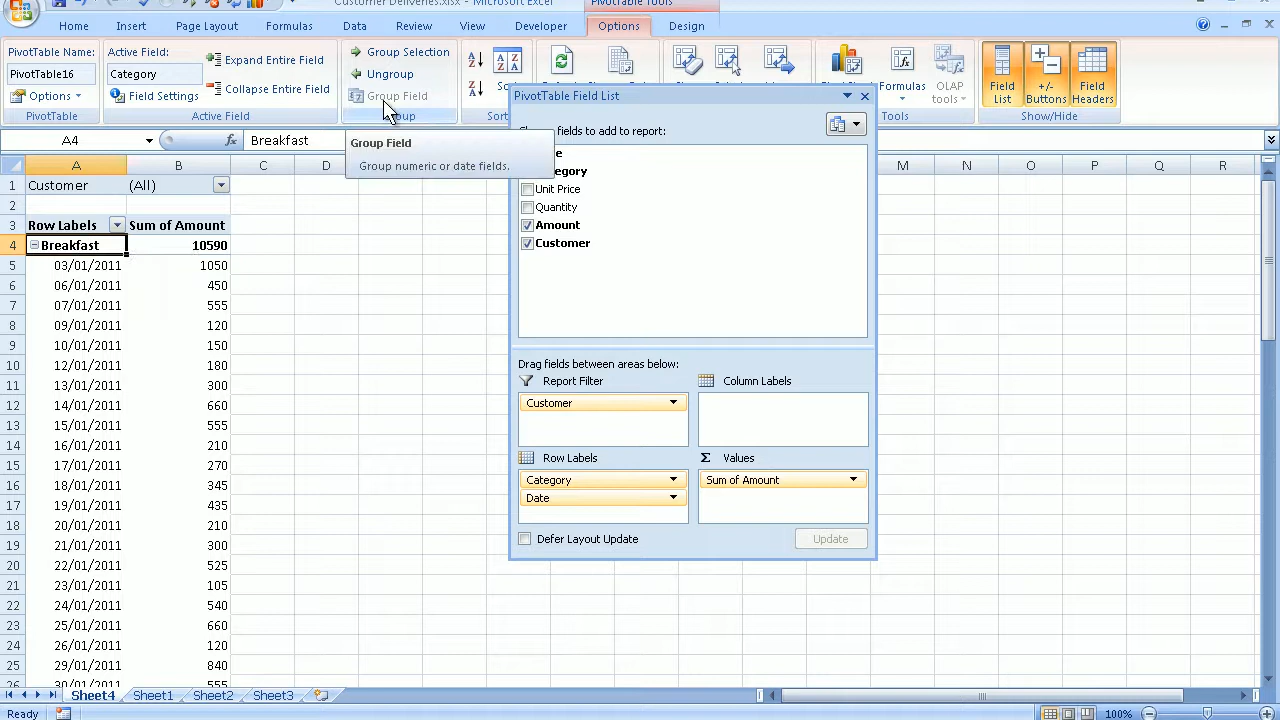 Customer Deliveries.xlsx - Microsoft Excel
PivotTable Tools
Home Insert Page Layout Formulas Data Review View Developer Options Design
PivotTable Name:
PivotTable16
Options
PivotTable
Active Field:
Category
Field Settings
Expand Entire Field
Collapse Entire Field
Active Field
Group Selection
Ungroup
Group Field
Sort
Formulas
OLAP
tools
Tools
Field
List
+/-
Buttons
Field
Headers
Show/Hide
A4 fx Breakfast
Group Field
Group numeric or date fields.
A B C D M N O P Q R
1 Customer (All)
2
3 Row Labels Sum of Amount
4 Breakfast 10590
5 03/01/2011 1050
6 06/01/2011 450
7 07/01/2011 555
8 09/01/2011 120
9 10/01/2011 150
10 12/01/2011 180
11 13/01/2011 300
12 14/01/2011 660
13 15/01/2011 555
14 16/01/2011 210
15 17/01/2011 270
16 18/01/2011 345
17 19/01/2011 435
18 20/01/2011 210
19 21/01/2011 300
20 22/01/2011 525
21 23/01/2011 105
22 24/01/2011 540
23 25/01/2011 660
24 26/01/2011 120
25 29/01/2011 840
PivotTable Field List
fields to add to report:
Unit Price
Quantity
Amount
Customer
Drag fields between areas below:
Report Filter
Column Labels
Customer
Row Labels
Σ Values
Category
Date
Sum of Amount
Defer Layout Update
Update
Sheet4 Sheet1 Sheet2 Sheet3
Ready
100%